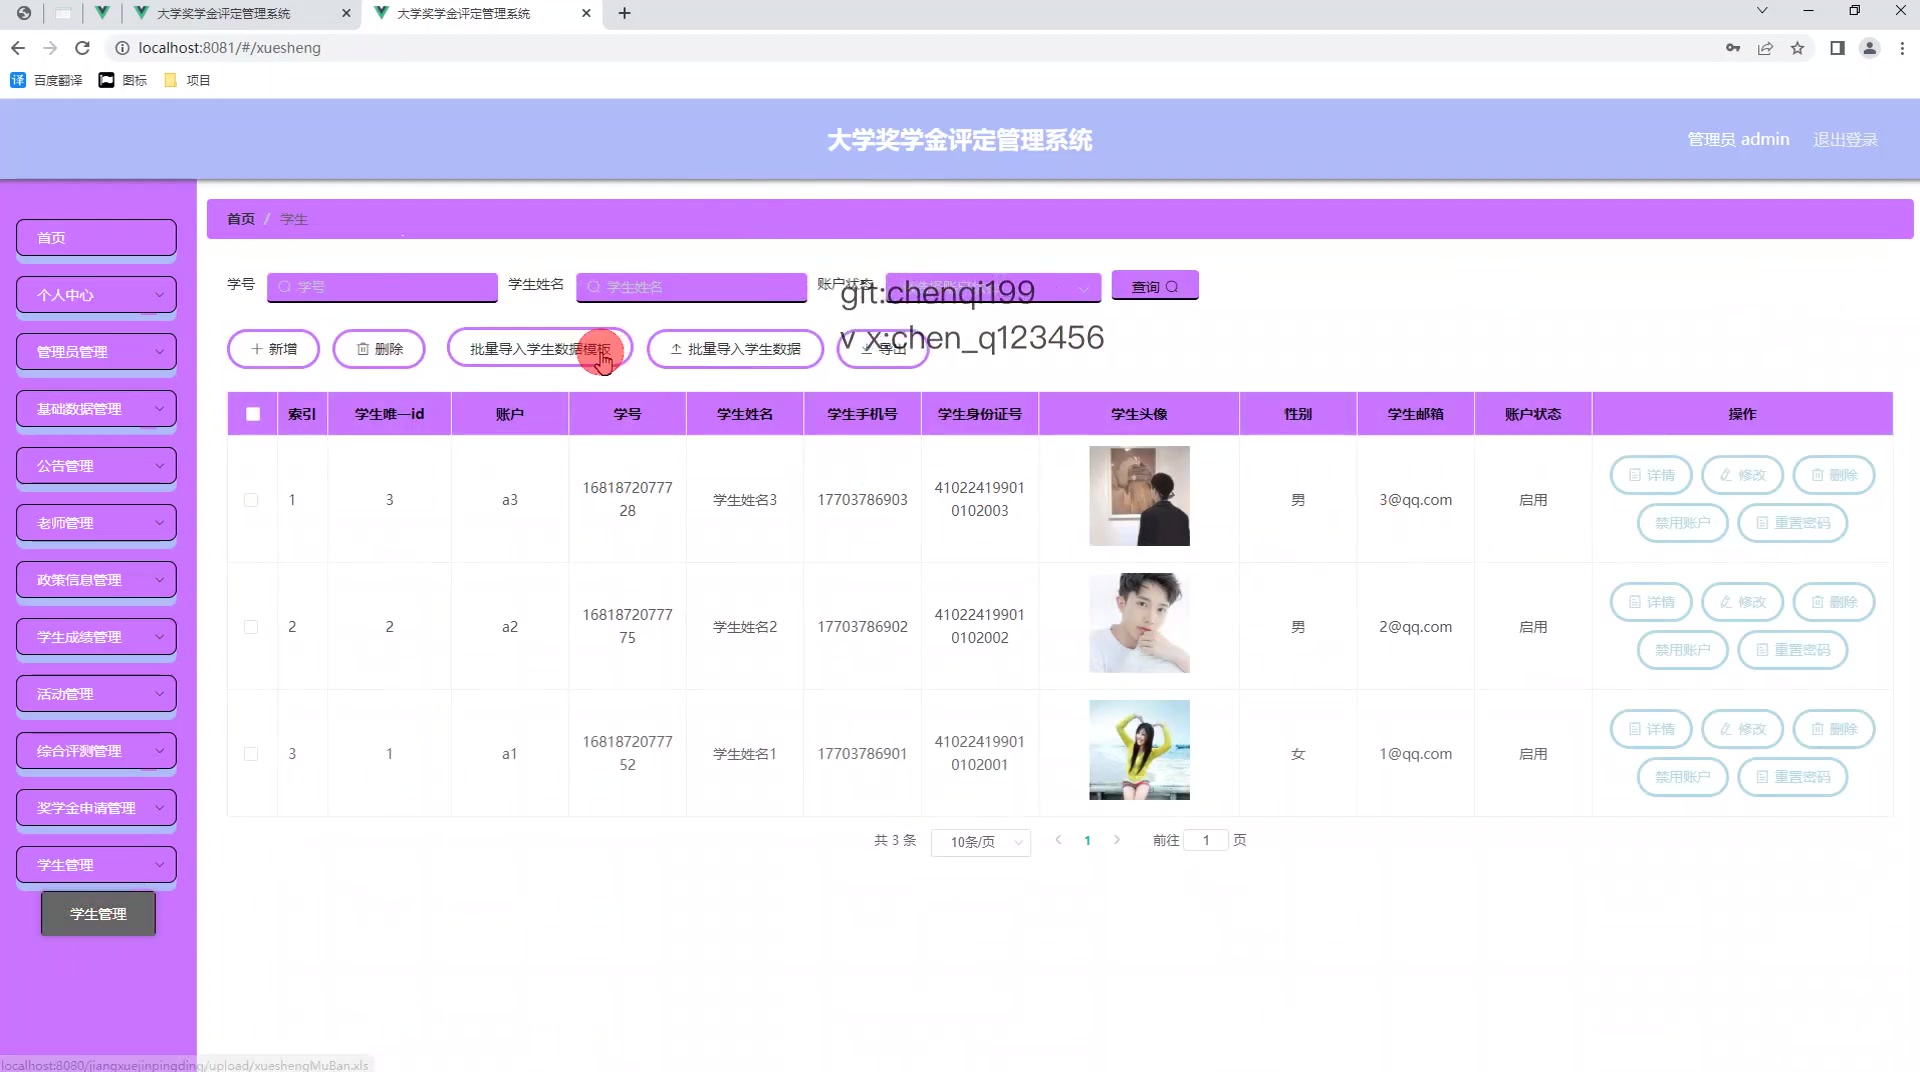 大学奖学金评定管理系统
大学奖学金评定管理系统
localhost:8081/#/xuesheng
百度翻译 图标 项目
大学奖学金评定管理系统
管理员 admin 退出登录
首页
个人中心
管理员管理
基础数据管理
公告管理
老师管理
政策信息管理
学生成绩管理
活动管理
综合评测管理
奖学金申请管理
学生管理
学生管理
首页 / 学生
学号 学号 学生姓名 学生姓名 账户状态 查询
git:chenqi199
v x:chen_q123456
新增 删除 批量导入学生数据模板 批量导入学生数据 导出
索引 学生唯一id 账户 学号 学生姓名 学生手机号 学生身份证号 学生头像 性别 学生邮箱 账户状态 操作
1 3 a3 16818720777 学生姓名3 17703786903 41022419901 男 3@qq.com 启用 详情 修改 删除
28 0102003 禁用账户 重置密码
2 2 a2 16818720777 学生姓名2 17703786902 41022419901 男 2@qq.com 启用 详情 修改 删除
75 0102002 禁用账户 重置密码
3 1 a1 16818720777 学生姓名1 17703786901 41022419901 女 1@qq.com 启用 详情 修改 删除
52 0102001 禁用账户 重置密码
共 3 条 10条/页 1 前往 1 页
localhost:8080/jiangxuejinpingding/upload/xueshengMuBan.xls